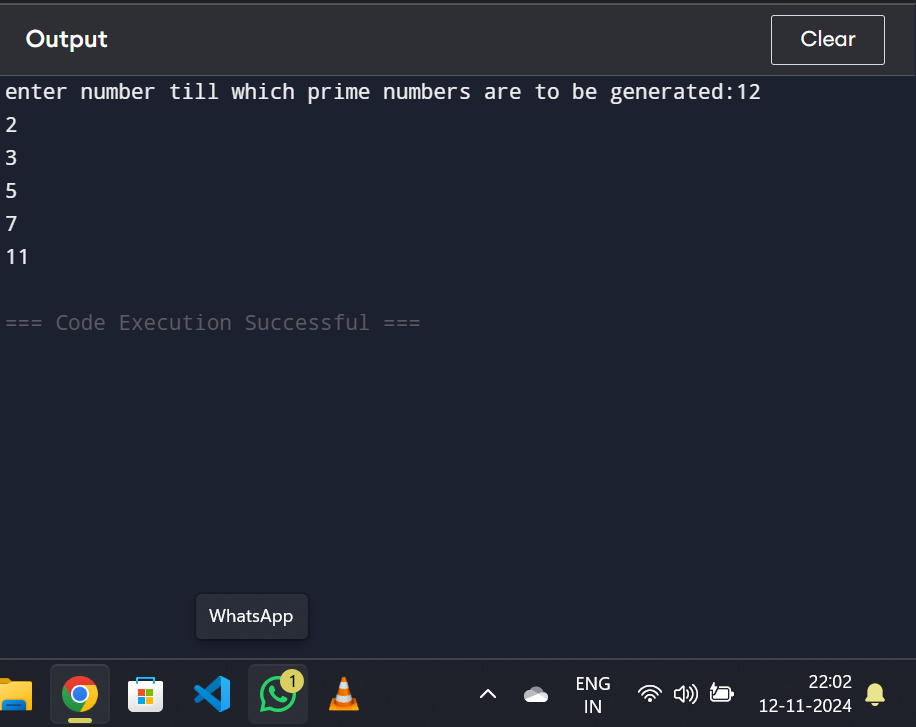 Output
Clear
enter number till which prime numbers are to be generated:12
2
3
5
7
11
=== Code Execution Successful ===
WhatsApp
1
ENG
IN
22:02
12-11-2024